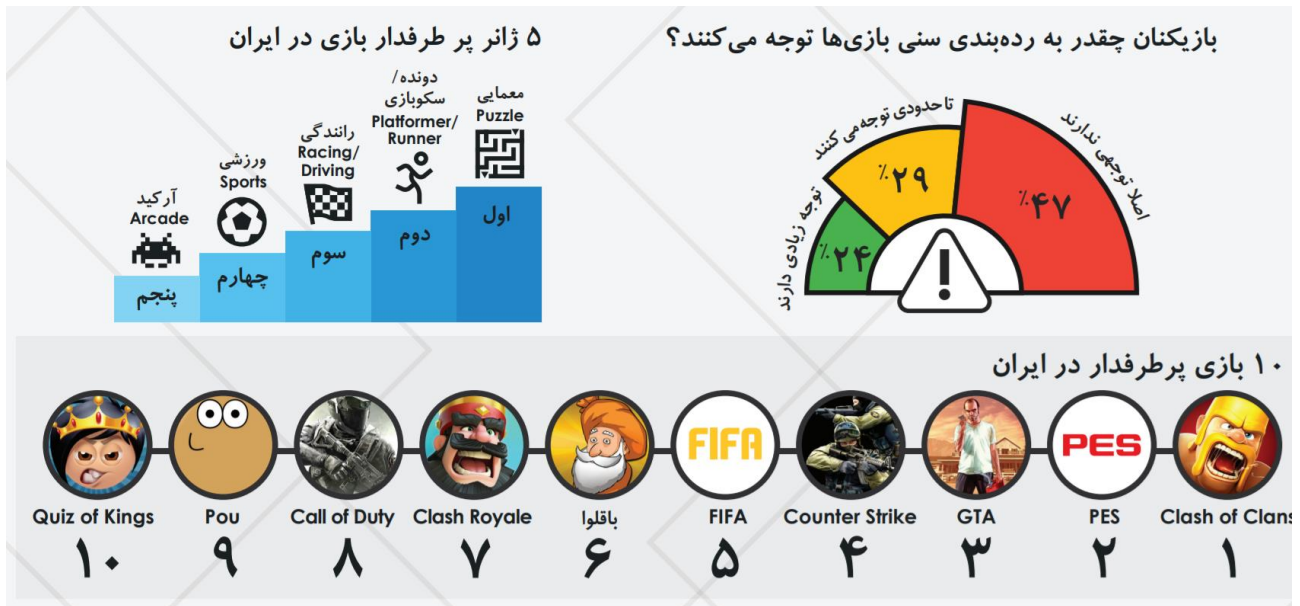 بازیکنان چقدر به رده‌بندی سنی بازی‌ها توجه می‌کنند؟
اصلا توجهی ندارند
٪۴۷
تا حدودی توجه می کنند
٪۲۹
توجه زیادی دارند
٪۲۴
!
۵ ژانر پر طرفدار بازی در ایران
معمایی
Puzzle
اول
دونده/
سکوبازی
Platformer/
Runner
دوم
رانندگی
Racing/
Driving
سوم
ورزشی
Sports
چهارم
آرکید
Arcade
پنجم
۱۰ بازی پرطرفدار در ایران
Clash of Clans
۱
PES
PES
۲
GTA
۳
Counter Strike
۴
FIFA
FIFA
۵
باقلوا
۶
Clash Royale
۷
Call of Duty
۸
Pou
۹
Quiz of Kings
۱۰